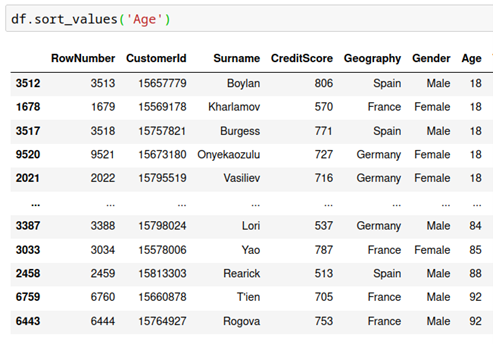 df.sort_values('Age')
RowNumber CustomerId Surname CreditScore Geography Gender Age
3512 3513 15657779 Boylan 806 Spain Male 18
1678 1679 15569178 Kharlamov 570 France Female 18
3517 3518 15757821 Burgess 771 Spain Male 18
9520 9521 15673180 Onyekaozulu 727 Germany Female 18
2021 2022 15795519 Vasiliev 716 Germany Female 18
... ... ... ... ... ... ... ...
3387 3388 15798024 Lori 537 Germany Male 84
3033 3034 15578006 Yao 787 France Female 85
2458 2459 15813303 Rearick 513 Spain Male 88
6759 6760 15660878 T'ien 705 France Male 92
6443 6444 15764927 Rogova 753 France Male 92